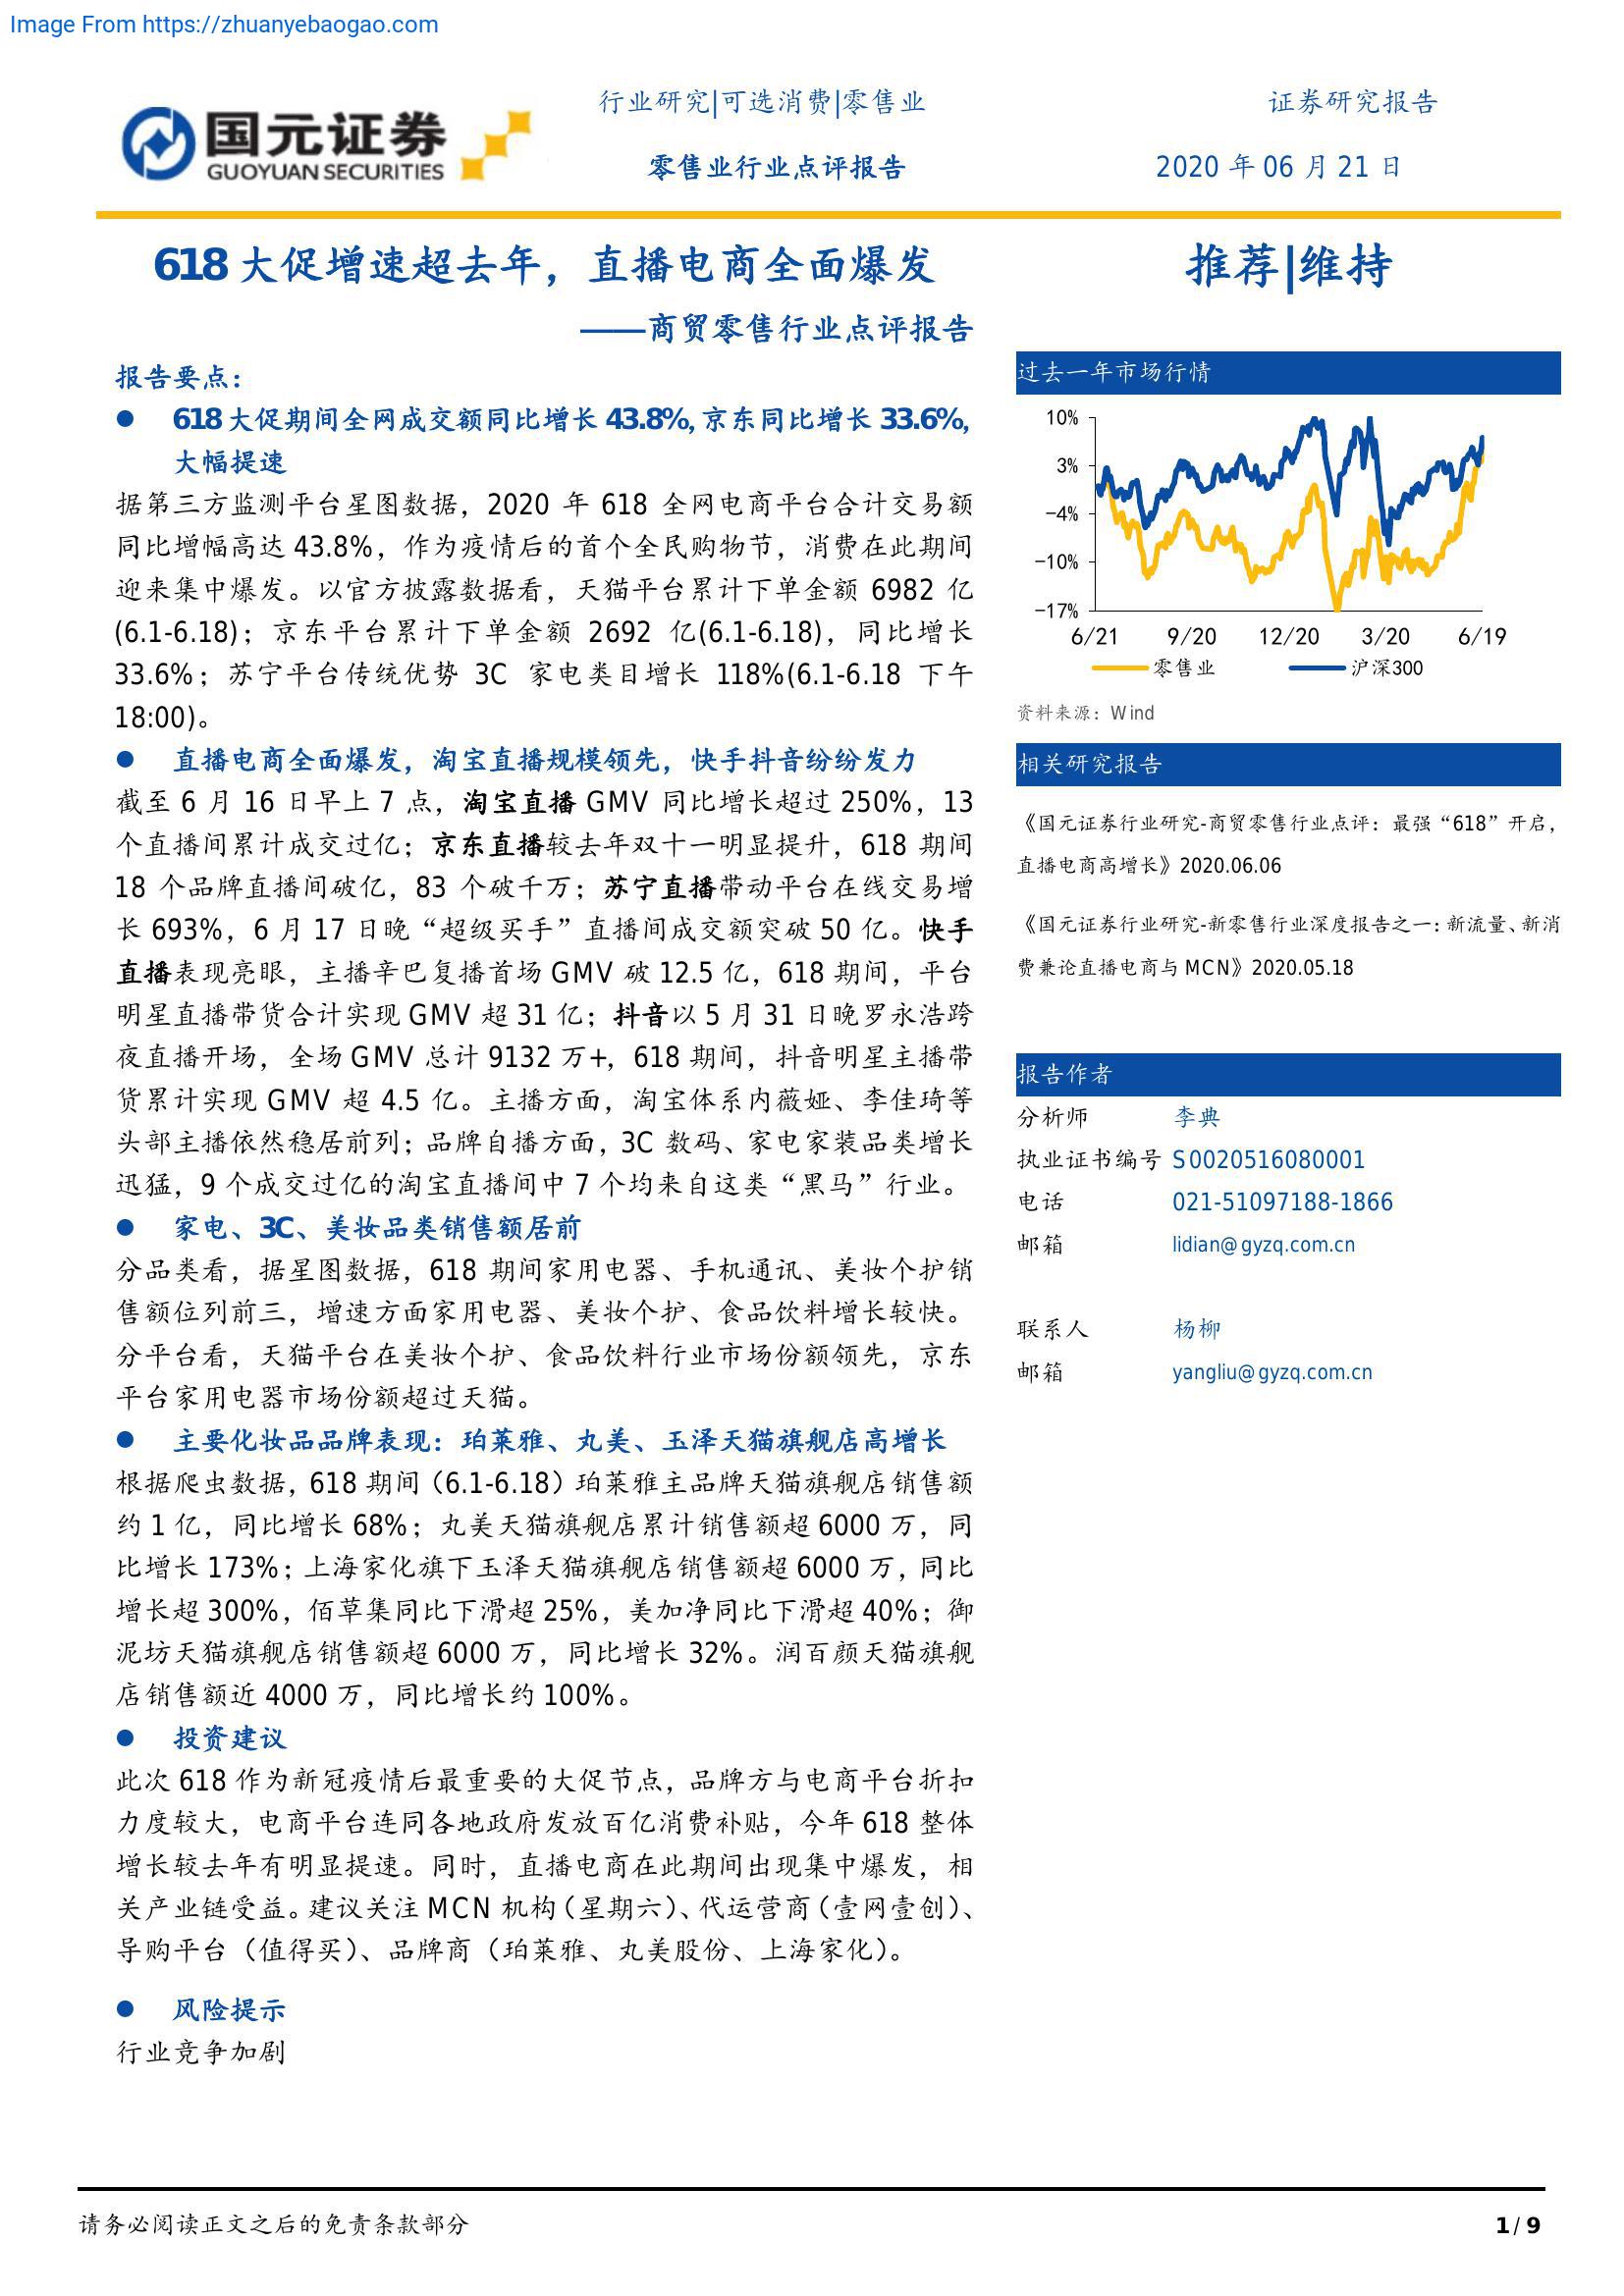 Image From https://zhuanyebaogao.com
国元证券
GUOYUAN SECURITIES
行业研究|可选消费|零售业
证券研究报告
零售业行业点评报告
2020 年 06 月 21 日
618 大促增速超去年，直播电商全面爆发
——商贸零售行业点评报告
报告要点：
● 618 大促期间全网成交额同比增长 43.8%, 京东同比增长 33.6%,
大幅提速
据第三方监测平台星图数据，2020 年 618 全网电商平台合计交易额
同比增幅高达 43.8%，作为疫情后的首个全民购物节，消费在此期间
迎来集中爆发。以官方披露数据看，天猫平台累计下单金额 6982 亿
(6.1-6.18)；京东平台累计下单金额 2692 亿(6.1-6.18)，同比增长
33.6%；苏宁平台传统优势 3C 家电类目增长 118%(6.1-6.18 下午
18:00)。
● 直播电商全面爆发，淘宝直播规模领先，快手抖音纷纷发力
截至 6 月 16 日早上 7 点，淘宝直播 GMV 同比增长超过 250%，13
个直播间累计成交过亿；京东直播较去年双十一明显提升，618 期间
18 个品牌直播间破亿，83 个破千万；苏宁直播带动平台在线交易增
长 693%，6 月 17 日晚“超级买手”直播间成交额突破 50 亿。快手
直播表现亮眼，主播辛巴复播首场 GMV 破 12.5 亿，618 期间，平台
明星直播带货合计实现 GMV 超 31 亿；抖音以 5 月 31 日晚罗永浩跨
夜直播开场，全场 GMV 总计 9132 万+，618 期间，抖音明星主播带
货累计实现 GMV 超 4.5 亿。主播方面，淘宝体系内薇娅、李佳琦等
头部主播依然稳居前列；品牌自播方面，3C 数码、家电家装品类增长
迅猛，9 个成交过亿的淘宝直播间中 7 个均来自这类“黑马”行业。
● 家电、3C、美妆品类销售额居前
分品类看，据星图数据，618 期间家用电器、手机通讯、美妆个护销
售额位列前三，增速方面家用电器、美妆个护、食品饮料增长较快。
分平台看，天猫平台在美妆个护、食品饮料行业市场份额领先，京东
平台家用电器市场份额超过天猫。
● 主要化妆品品牌表现：珀莱雅、丸美、玉泽天猫旗舰店高增长
根据爬虫数据，618 期间（6.1-6.18）珀莱雅主品牌天猫旗舰店销售额
约 1 亿，同比增长 68%；丸美天猫旗舰店累计销售额超 6000 万，同
比增长 173%；上海家化旗下玉泽天猫旗舰店销售额超 6000 万，同比
增长超 300%，佰草集同比下滑超 25%，美加净同比下滑超 40%；御
泥坊天猫旗舰店销售额超 6000 万，同比增长 32%。润百颜天猫旗舰
店销售额近 4000 万，同比增长约 100%。
● 投资建议
此次 618 作为新冠疫情后最重要的大促节点，品牌方与电商平台折扣
力度较大，电商平台连同各地政府发放百亿消费补贴，今年 618 整体
增长较去年有明显提速。同时，直播电商在此期间出现集中爆发，相
关产业链受益。建议关注 MCN 机构（星期六）、代运营商（壹网壹创）、
导购平台（值得买）、品牌商（珀莱雅、丸美股份、上海家化）。
● 风险提示
行业竞争加剧
推荐|维持
过去一年市场行情
10%
3%
-4%
-10%
-17%
6/21 9/20 12/20 3/20 6/19
零售业 沪深300
资料来源：Wind
相关研究报告
《国元证券行业研究-商贸零售行业点评：最强“618”开启，
直播电商高增长》2020.06.06
《国元证券行业研究-新零售行业深度报告之一：新流量、新消
费兼论直播电商与 MCN》2020.05.18
报告作者
分析师 李典
执业证书编号 S0020516080001
电话 021-51097188-1866
邮箱 lidian@gyzq.com.cn
联系人 杨柳
邮箱 yangliu@gyzq.com.cn
请务必阅读正文之后的免责条款部分
1 / 9